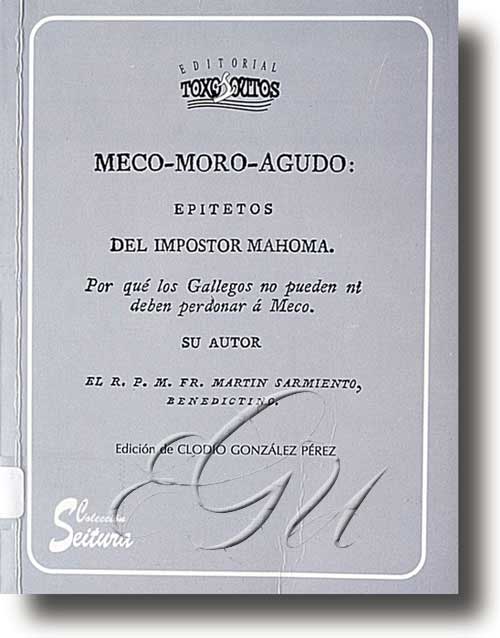 EDITORIAL
TOXOSOUTOS
MECO-MORO-AGUDO:
EPITETOS
DEL IMPOSTOR MAHOMA.
Por qué los Gallegos no pueden ni
deben perdonar á Meco.
SU AUTOR
EL R. P. M. FR. MARTIN SARMIENTO,
BENEDICTINO.
Edición de CLODIO GONZÁLEZ PÉREZ
GU
Colección
Seitura